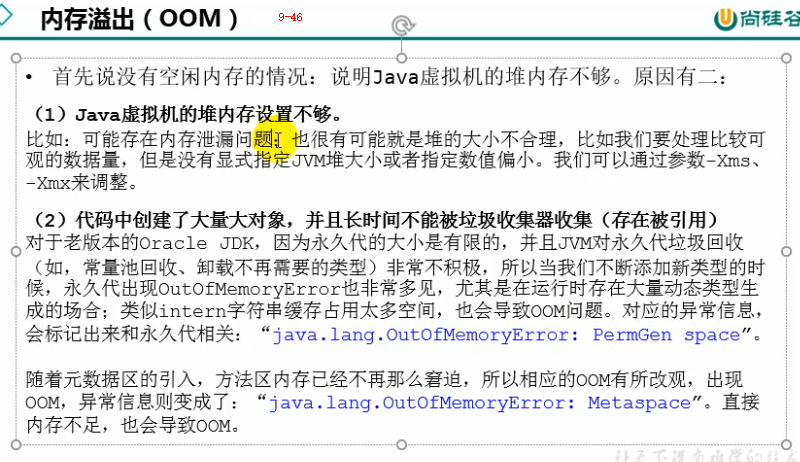 内存溢出（OOM）
9-46
尚硅谷
• 首先说没有空闲内存的情况：说明Java虚拟机的堆内存不够。原因有二：
（1）Java虚拟机的堆内存设置不够。
比如：可能存在内存泄漏问题；也很有可能就是堆的大小不合理，比如我们要处理比较可
观的数据量，但是没有显式指定JVM堆大小或者指定数值偏小。我们可以通过参数-Xms、
-Xmx来调整。
（2）代码中创建了大量大对象，并且长时间不能被垃圾收集器收集（存在被引用）
对于老版本的Oracle JDK，因为永久代的大小是有限的，并且JVM对永久代垃圾回收
（如，常量池回收、卸载不再需要的类型）非常不积极，所以当我们不断添加新类型的时
候，永久代出现OutOfMemoryError也非常多见，尤其是在运行时存在大量动态类型生
成的场合；类似intern字符串缓存占用太多空间，也会导致OOM问题。对应的异常信息，
会标记出来和永久代相关：“java.lang.OutOfMemoryError: PermGen space”。
随着元数据区的引入，方法区内存已经不再那么窘迫，所以相应的OOM有所改观，出现
OOM，异常信息则变成了：“java.lang.OutOfMemoryError: Metaspace”。直接
内存不足，也会导致OOM。